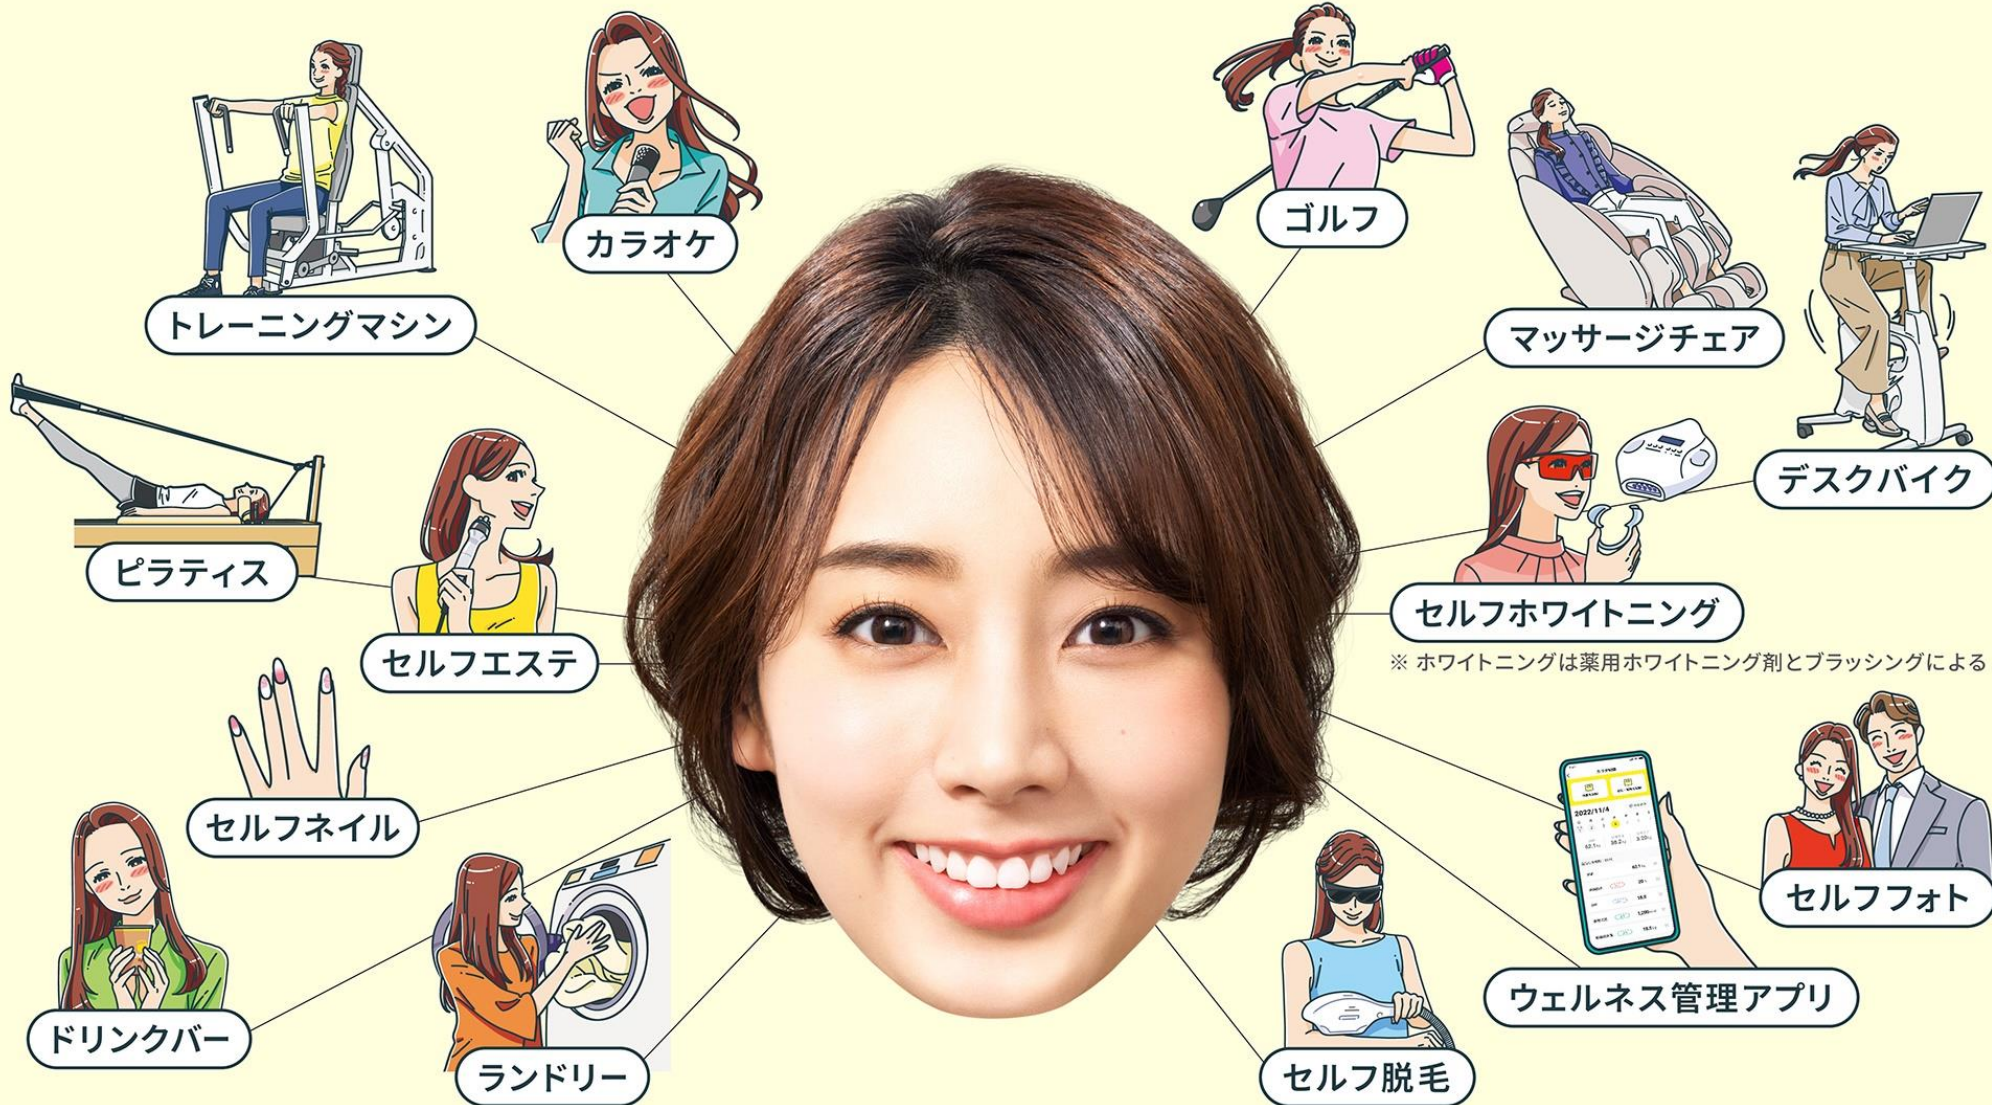 カラオケ
ゴルフ
トレーニングマシン
マッサージチェア
デスクバイク
ピラティス
セルフホワイトニング
※ ホワイトニングは薬用ホワイトニング剤とブラッシングによる
セルフエステ
セルフネイル
2022/11/4
セルフフォト
ウェルネス管理アプリ
ドリンクバー
ランドリー
セルフ脱毛